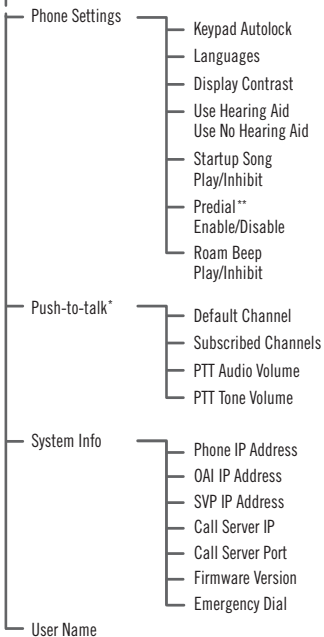 Phone Settings
Keypad Autolock
Languages
Display Contrast
Use Hearing Aid
Use No Hearing Aid
Startup Song
Play/Inhibit
Predial**
Enable/Disable
Roam Beep
Play/Inhibit
Push-to-talk*
Default Channel
Subscribed Channels
PTT Audio Volume
PTT Tone Volume
System Info
Phone IP Address
OAI IP Address
SVP IP Address
Call Server IP
Call Server Port
Firmware Version
Emergency Dial
User Name